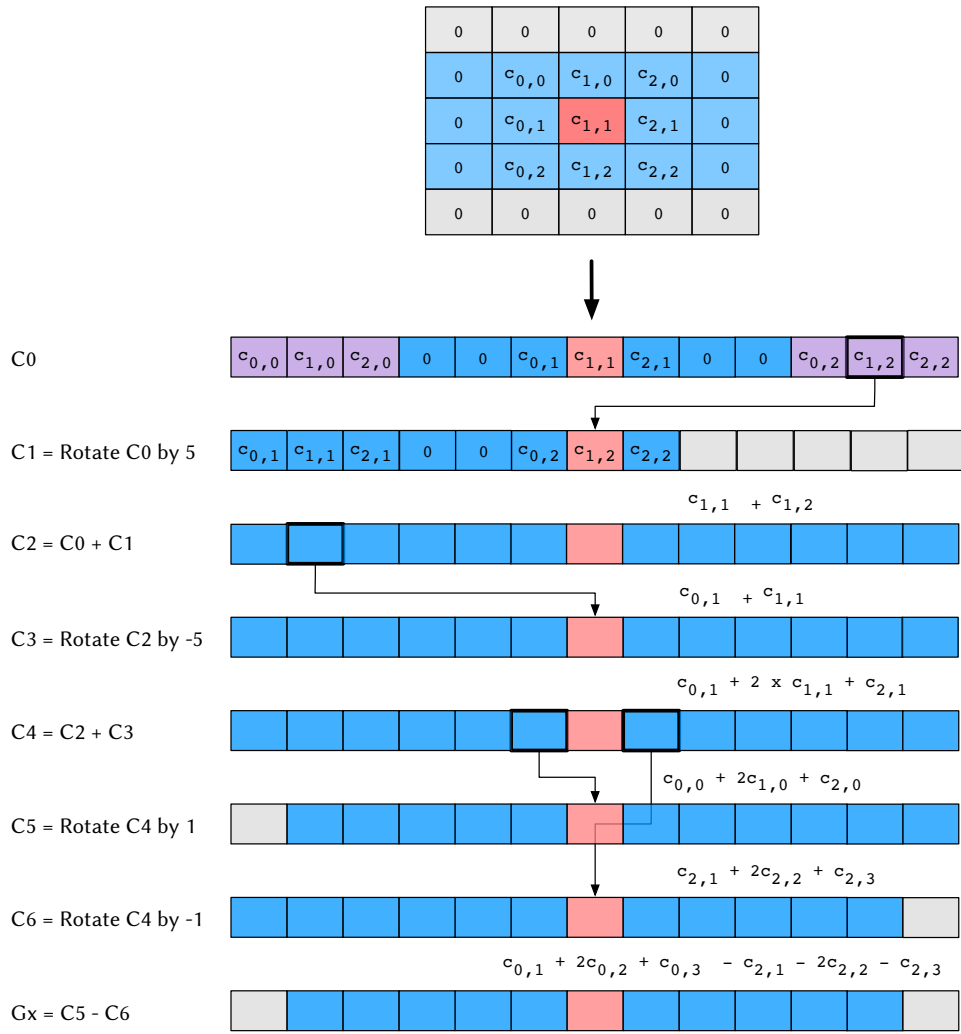 0 0 0 0 0
0 c0,0 c1,0 c2,0 0
0 c0,1 c1,1 c2,1 0
0 c0,2 c1,2 c2,2 0
0 0 0 0 0
C0 c0,0 c1,0 c2,0 0 0 c0,1 c1,1 c2,1 0 0 c0,2 c1,2 c2,2
C1 = Rotate C0 by 5 c0,1 c1,1 c2,1 0 0 c0,2 c1,2 c2,2
c1,1 + c1,2
C2 = C0 + C1
c0,1 + c1,1
C3 = Rotate C2 by -5
c0,1 + 2 x c1,1 + c2,1
C4 = C2 + C3
c0,0 + 2c1,0 + c2,0
C5 = Rotate C4 by 1
c2,1 + 2c2,2 + c2,3
C6 = Rotate C4 by -1
c0,1 + 2c0,2 + c0,3 - c2,1 - 2c2,2 - c2,3
Gx = C5 - C6